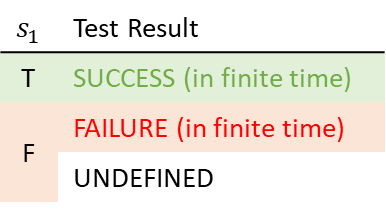 s₁ Test Result
T SUCCESS (in finite time)
FAILURE (in finite time)
F
UNDEFINED